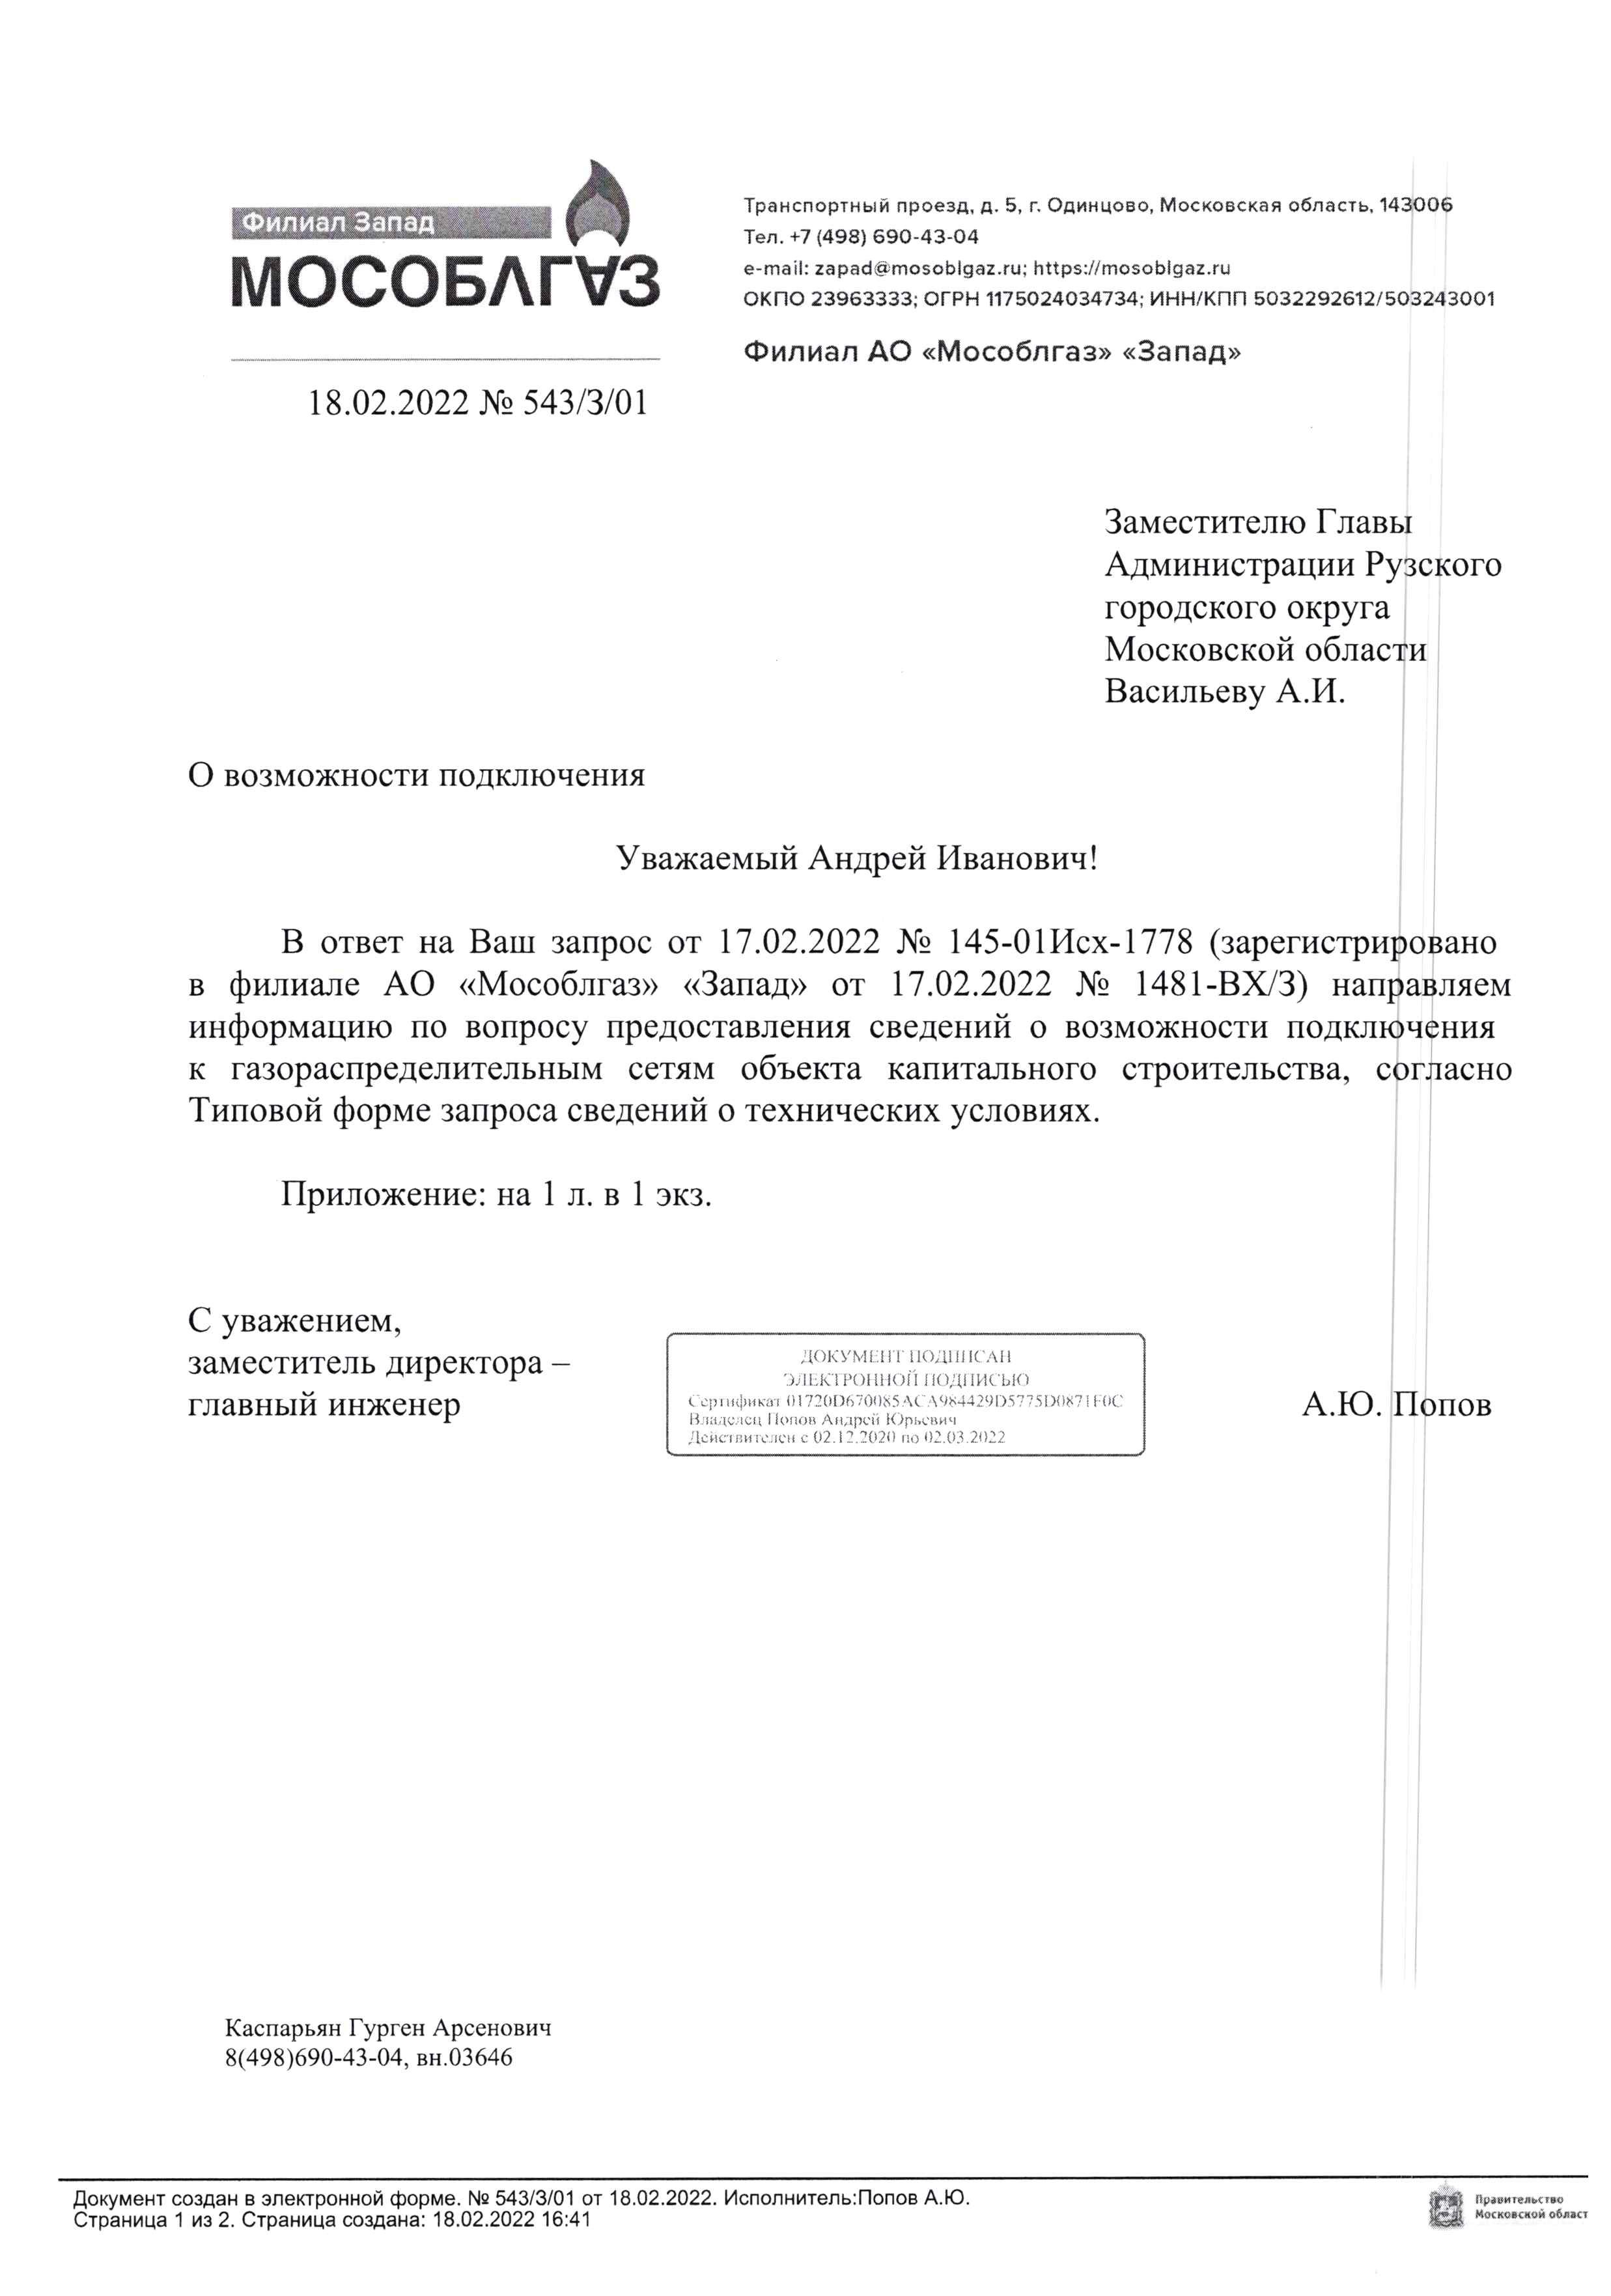 Филиал Запад
МОСОБЛГАЗ
Транспортный проезд, д. 5, г. Одинцово, Московская область, 143006
Тел. +7 (498) 690-43-04
e-mail: zapad@mosoblgaz.ru; https://mosoblgaz.ru
ОКПО 23963333; ОГРН 1175024034734; ИНН/КПП 5032292612/503243001
Филиал АО «Мособлгаз» «Запад»
18.02.2022 № 543/З/01
Заместителю Главы
Администрации Рузского
городского округа
Московской области
Васильеву А.И.
О возможности подключения
Уважаемый Андрей Иванович!
В ответ на Ваш запрос от 17.02.2022 № 145-01Исх-1778 (зарегистрировано
в филиале АО «Мособлгаз» «Запад» от 17.02.2022 № 1481-ВХ/З) направляем
информацию по вопросу предоставления сведений о возможности подключения
к газораспределительным сетям объекта капитального строительства, согласно
Типовой форме запроса сведений о технических условиях.
Приложение: на 1 л. в 1 экз.
С уважением,
заместитель директора –
главный инженер
ДОКУМЕНТ ПОДПИСАН
ЭЛЕКТРОННОЙ ПОДПИСЬЮ
Сертификат 01720D670085ACA984429D5775D0871F0C
Владелец Попов Андрей Юрьевич
Действителен с 02.12.2020 по 02.03.2022
А.Ю. Попов
Каспарьян Гурген Арсенович
8(498)690-43-04, вн.03646
Документ создан в электронной форме. № 543/З/01 от 18.02.2022. Исполнитель:Попов А.Ю.
Страница 1 из 2. Страница создана: 18.02.2022 16:41
Правительство
Московской област